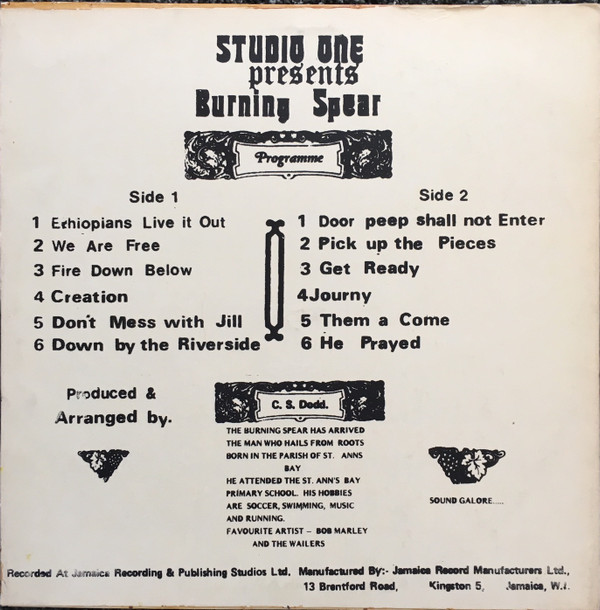 STUDIO ONE
presents
Burning Spear
Programme
Side 1
1 Ethiopians Live it Out
2 We Are Free
3 Fire Down Below
4 Creation
5 Don't Mess with Jill
6 Down by the Riverside
Side 2
1 Door peep shall not Enter
2 Pick up the Pieces
3 Get Ready
4 Journy
5 Them a Come
6 He Prayed
Produced &
Arranged by.
C. S. Dodd.
THE BURNING SPEAR HAS ARRIVED
THE MAN WHO HAILS FROM ROOTS
BORN IN THE PARISH OF ST. ANNS
BAY
HE ATTENDED THE ST. ANN'S BAY
PRIMARY SCHOOL. HIS HOBBIES
ARE SOCCER, SWIMMING, MUSIC
AND RUNNING.
FAVOURITE ARTIST – BOB MARLEY
AND THE WAILERS
SOUND GALORE.....
Recorded At Jamaica Recording & Publishing Studios Ltd. Manufactured By:- Jamaica Record Manufacturers Ltd.,
13 Brentford Road, Kingston 5, Jamaica, W.I.